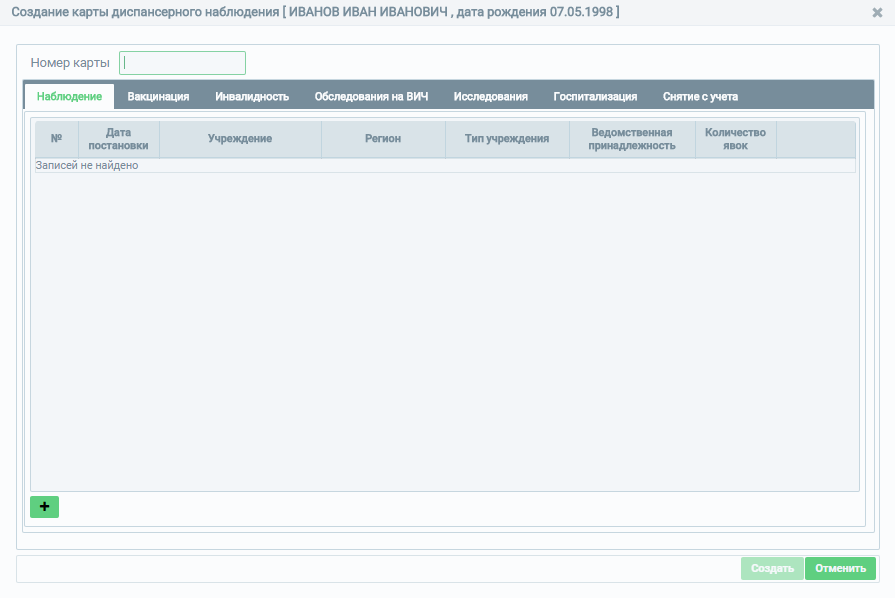 Создание карты диспансерного наблюдения [ ИВАНОВ ИВАН ИВАНОВИЧ , дата рождения 07.05.1998 ]
Номер карты
Наблюдение Вакцинация Инвалидность Обследования на ВИЧ Исследования Госпитализация Снятие с учета
№ Дата постановки Учреждение Регион Тип учреждения Ведомственная принадлежность Количество явок
Записей не найдено
+
Создать Отменить